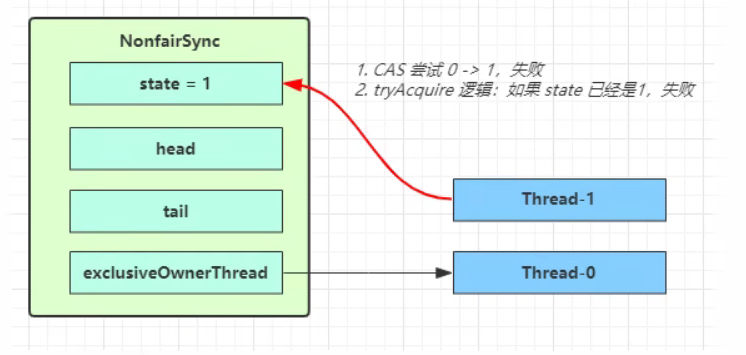 NonfairSync
state = 1
1. CAS 尝试 0 -> 1，失败
2. tryAcquire 逻辑：如果 state 已经是1，失败
head
tail
Thread-1
exclusiveOwnerThread
Thread-0